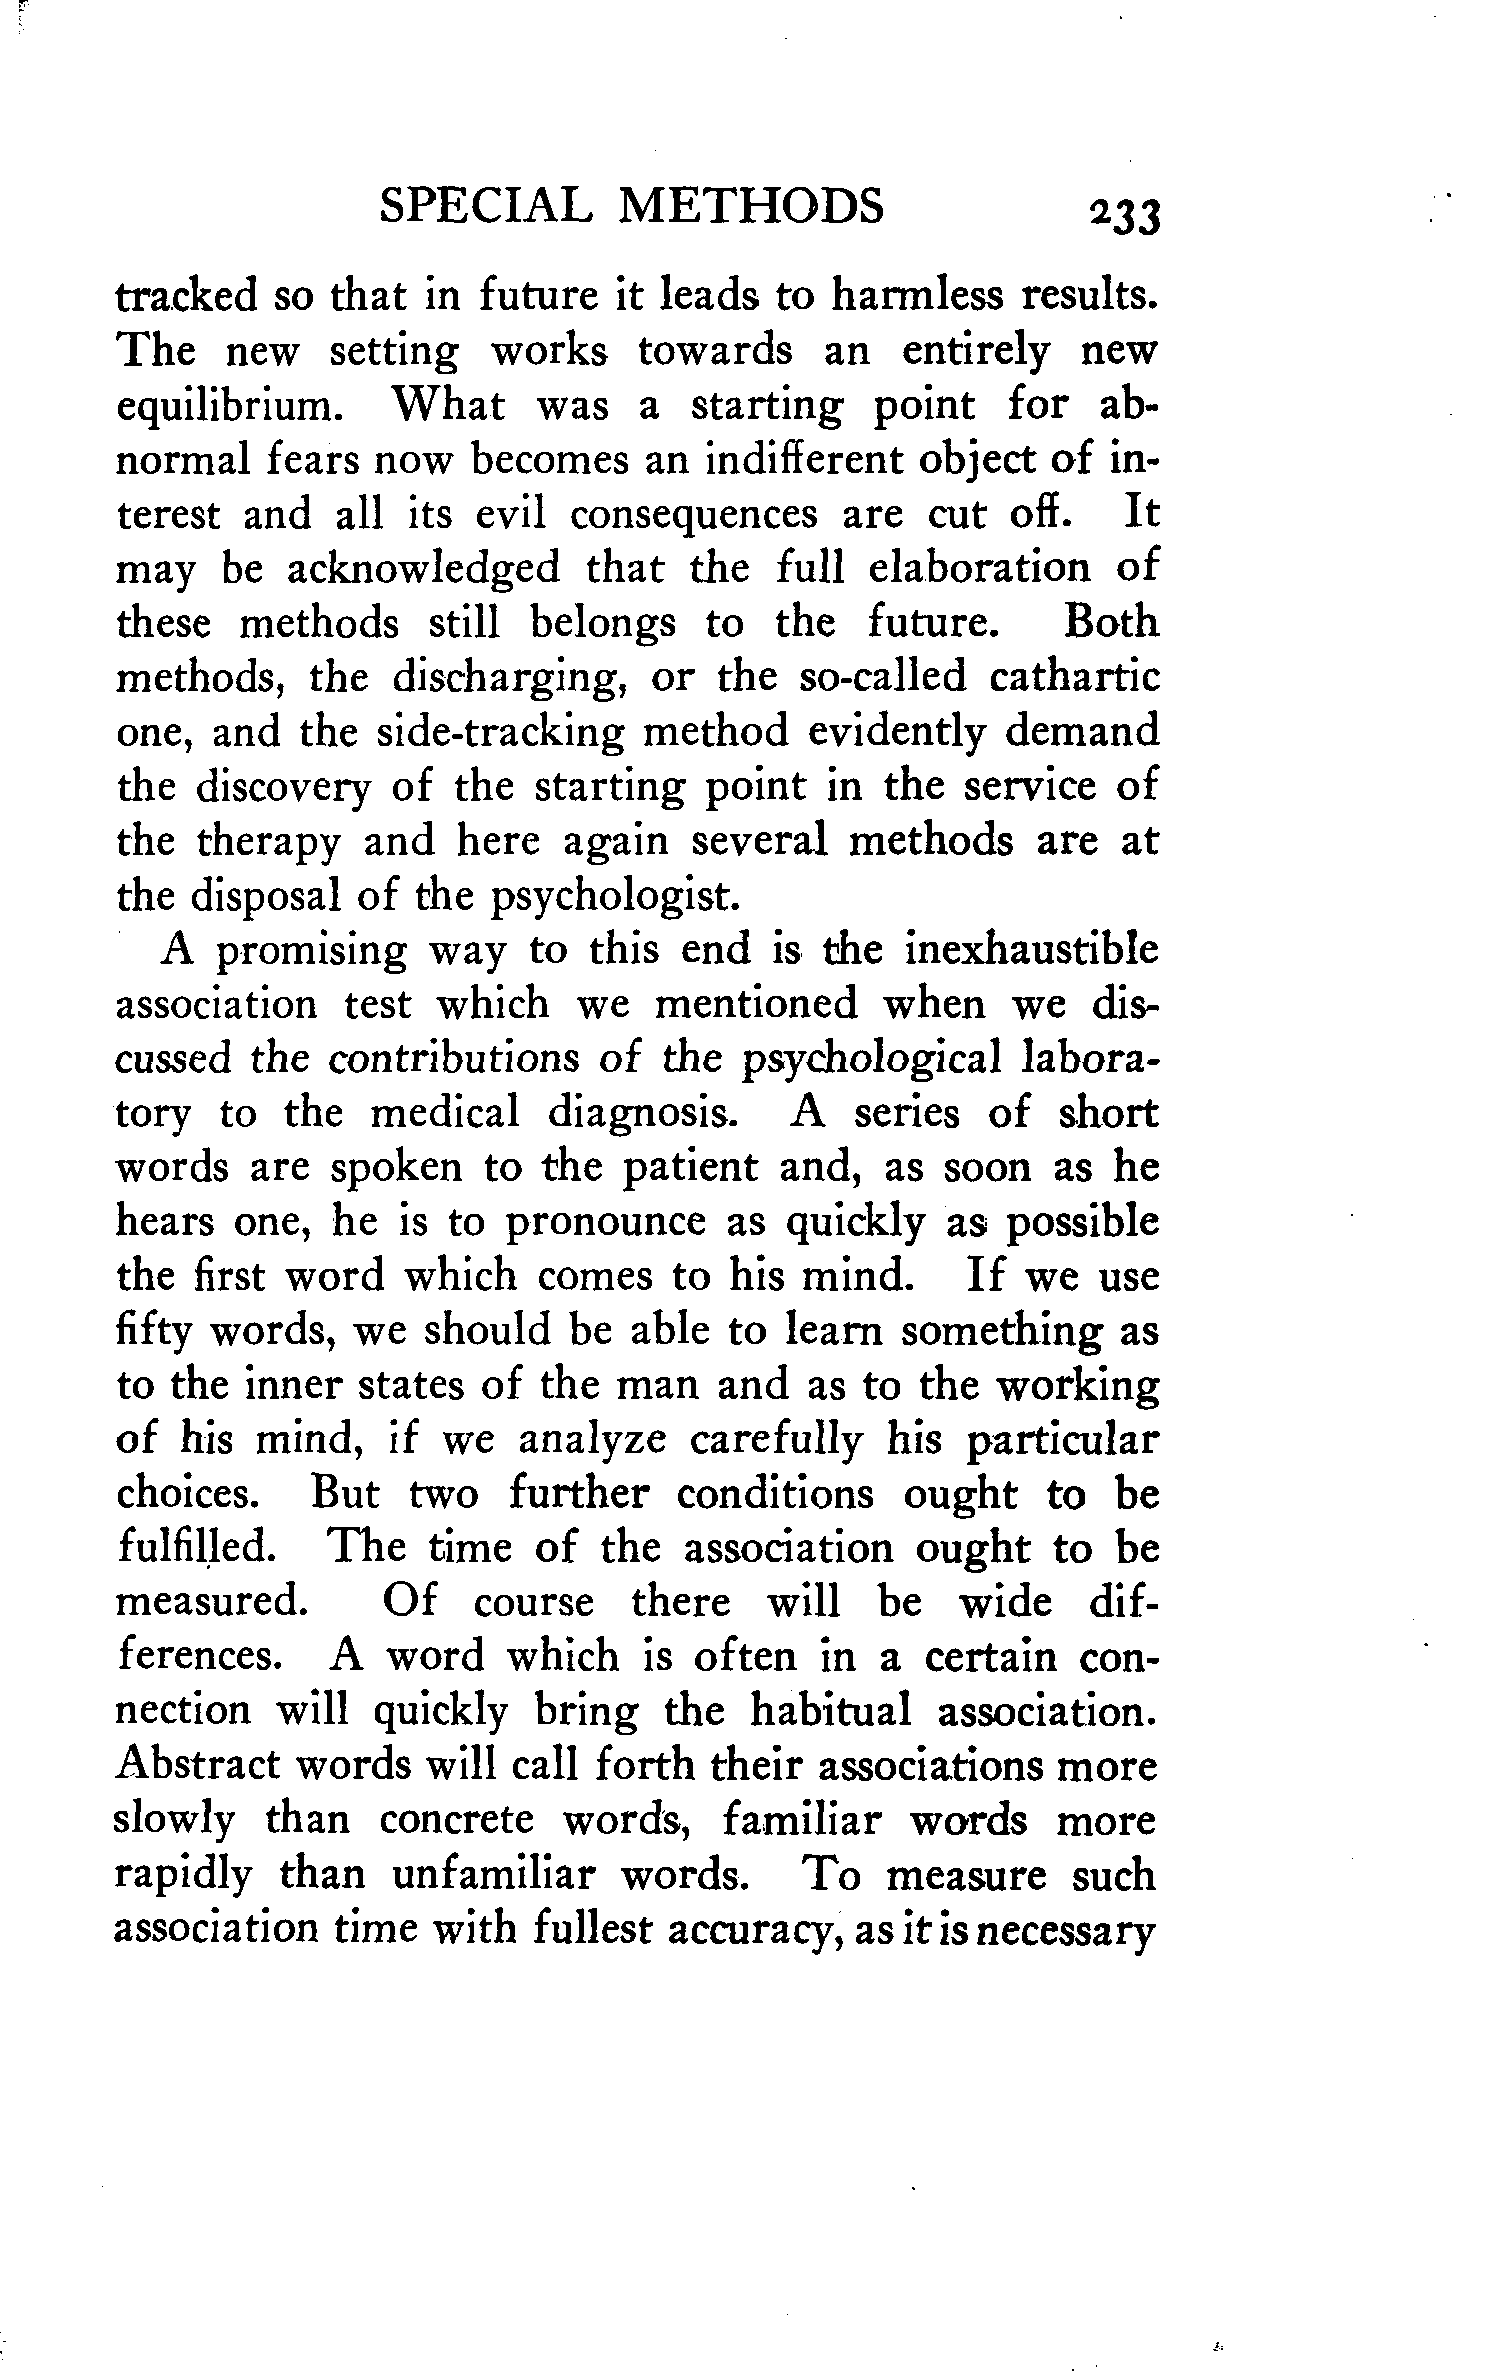 SPECIAL METHODS 233
tracked so that in future it leads to harmless results.
The new setting works towards an entirely new
equilibrium. What was a starting point for ab-
normal fears now becomes an indifferent object of in-
terest and all its evil consequences are cut off. It
may be acknowledged that the full elaboration of
these methods still belongs to the future. Both
methods, the discharging, or the so-called cathartic
one, and the side-tracking method evidently demand
the discovery of the starting point in the service of
the therapy and here again several methods are at
the disposal of the psychologist.
A promising way to this end is the inexhaustible
association test which we mentioned when we dis-
cussed the contributions of the psychological labora-
tory to the medical diagnosis. A series of short
words are spoken to the patient and, as soon as he
hears one, he is to pronounce as quickly as possible
the first word which comes to his mind. If we use
fifty words, we should be able to learn something as
to the inner states of the man and as to the working
of his mind, if we analyze carefully his particular
choices. But two further conditions ought to be
fulfilled. The time of the association ought to be
measured. Of course there will be wide dif-
ferences. A word which is often in a certain con-
nection will quickly bring the habitual association.
Abstract words will call forth their associations more
slowly than concrete words, familiar words more
rapidly than unfamiliar words. To measure such
association time with fullest accuracy, as it is necessary